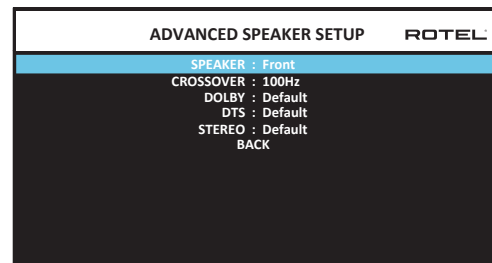 ADVANCED SPEAKER SETUP ROTEL
SPEAKER : Front
CROSSOVER : 100Hz
DOLBY : Default
DTS : Default
STEREO : Default
BACK